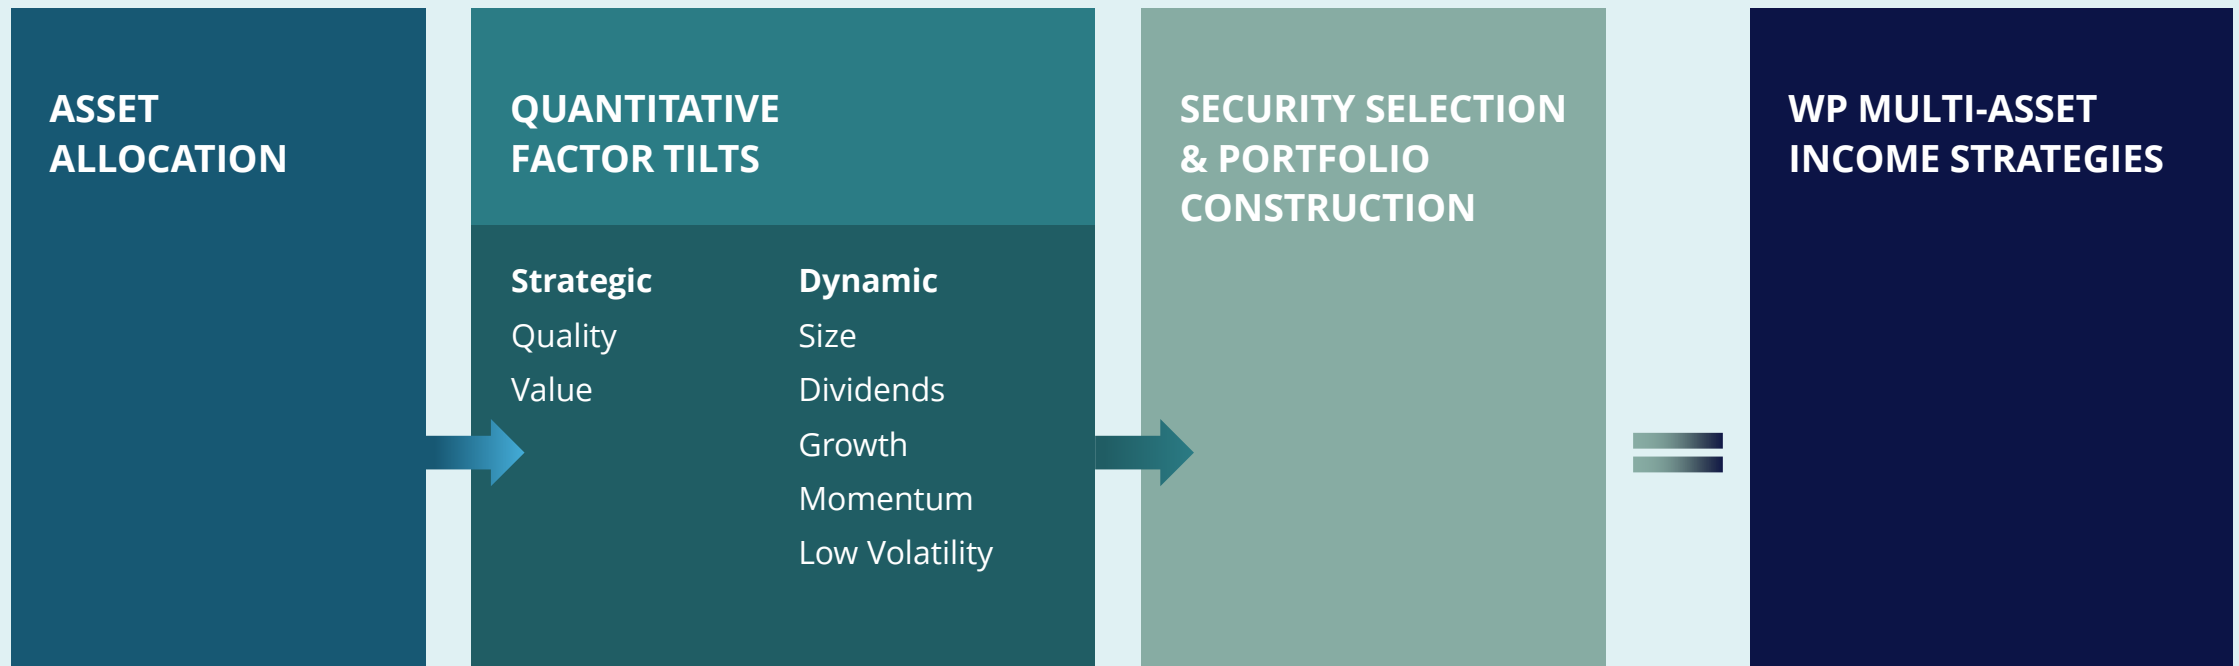 ASSET
ALLOCATION
QUANTITATIVE
FACTOR TILTS
Strategic
Quality
Value
Dynamic
Size
Dividends
Growth
Momentum
Low Volatility
SECURITY SELECTION
& PORTFOLIO
CONSTRUCTION
WP MULTI-ASSET
INCOME STRATEGIES